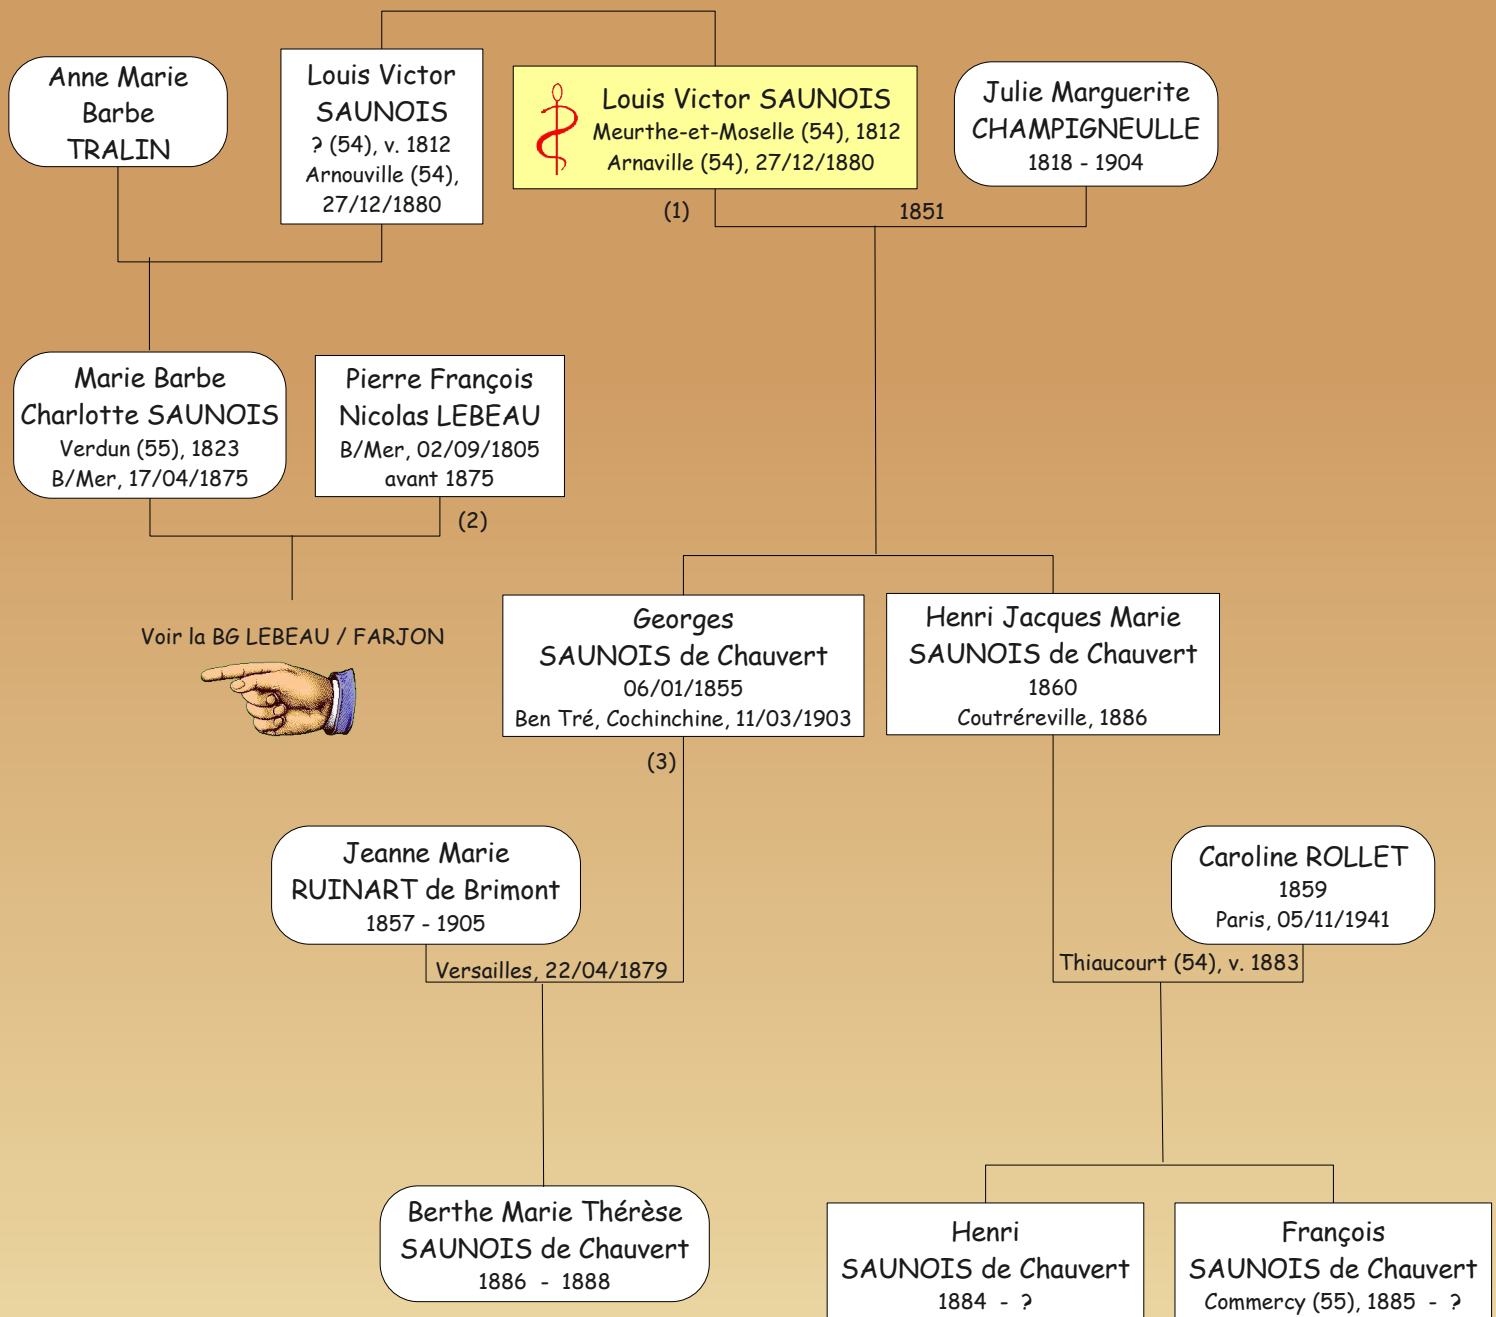 Anne Marie
Barbe
TRALIN
Louis Victor
SAUNOIS
? (54), v. 1812
Arnouville (54),
27/12/1880
Louis Victor SAUNOIS
Meurthe-et-Moselle (54), 1812
Arnaville (54), 27/12/1880
Julie Marguerite
CHAMPIGNEULLE
1818 - 1904
(1)
1851
Marie Barbe
Charlotte SAUNOIS
Verdun (55), 1823
B/Mer, 17/04/1875
Pierre François
Nicolas LEBEAU
B/Mer, 02/09/1805
avant 1875
(2)
Voir la BG LEBEAU / FARJON
Georges
SAUNOIS de Chauvert
06/01/1855
Ben Tré, Cochinchine, 11/03/1903
Henri Jacques Marie
SAUNOIS de Chauvert
1860
Coutréreville, 1886
(3)
Jeanne Marie
RUINART de Brimont
1857 - 1905
Caroline ROLLET
1859
Paris, 05/11/1941
Versailles, 22/04/1879
Thiaucourt (54), v. 1883
Berthe Marie Thérèse
SAUNOIS de Chauvert
1886 - 1888
Henri
SAUNOIS de Chauvert
1884 - ?
François
SAUNOIS de Chauvert
Commercy (55), 1885 - ?